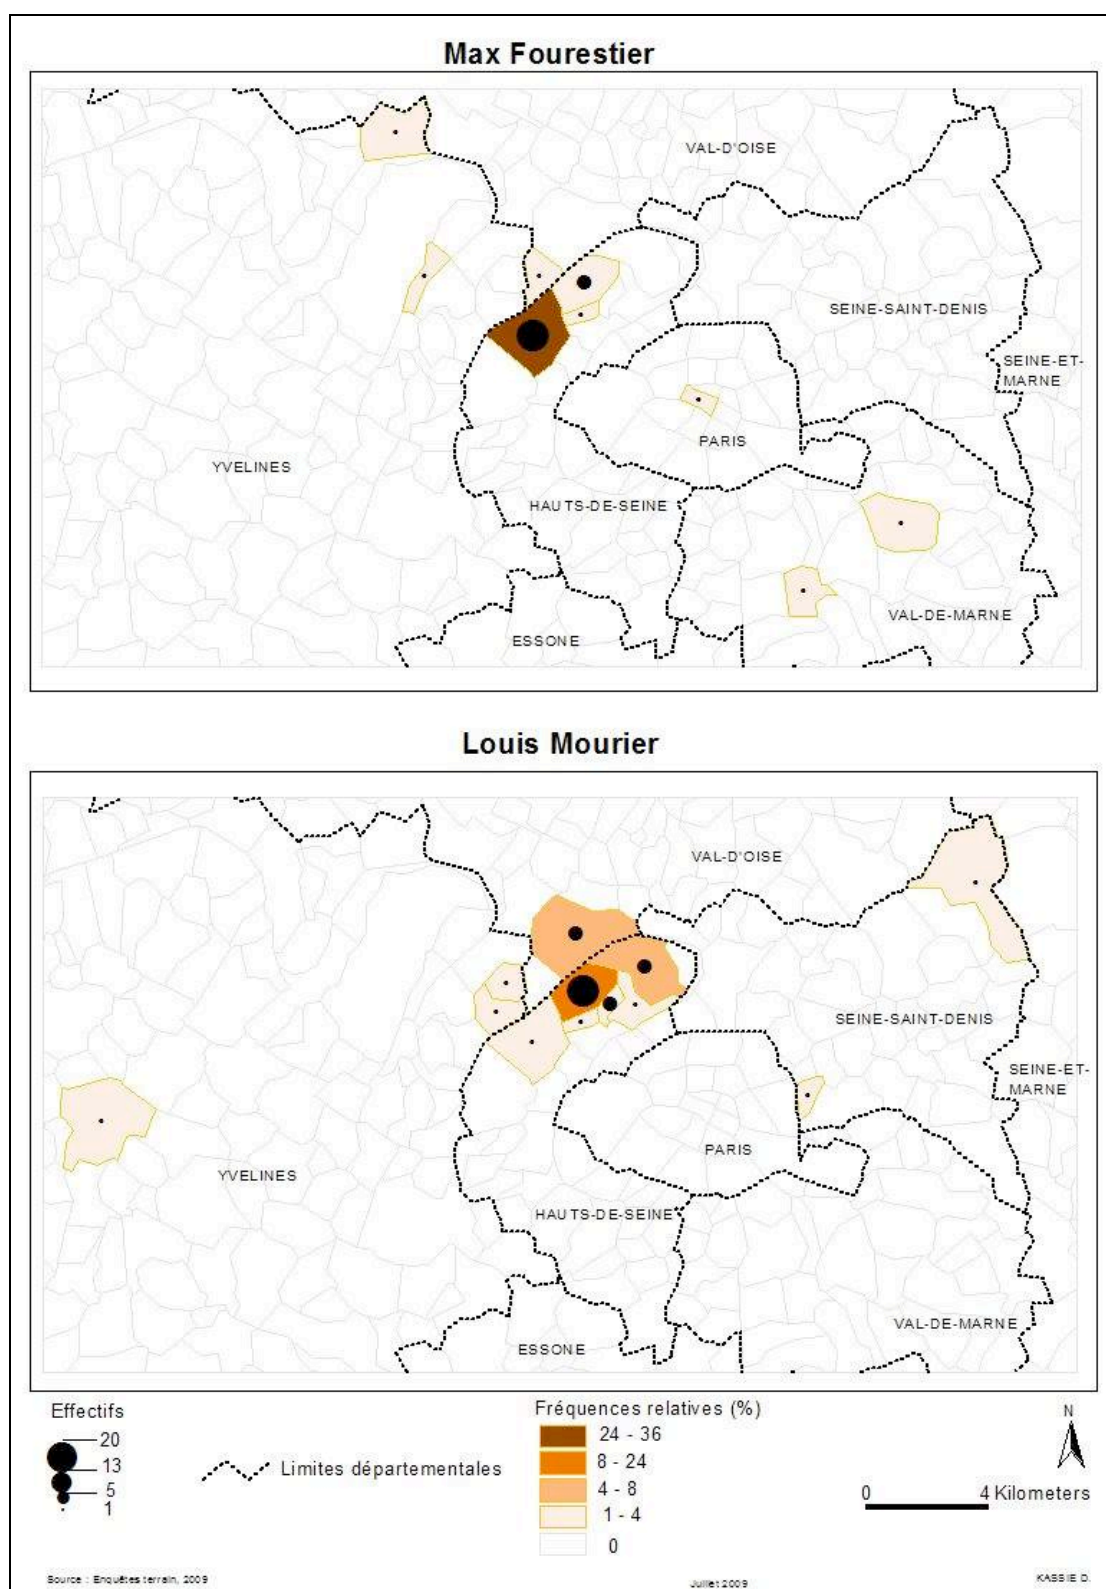 Max Fourestier
VAL-D'OISE
SEINE-SAINT-DENIS
SEINE-ET-
MARNE
PARIS
YVELINES
HAUTS-DE-SEINE
VAL-DE-MARNE
ESSONE
Louis Mourier
VAL-D'OISE
SEINE-SAINT-DENIS
SEINE-ET-
MARNE
PARIS
YVELINES
HAUTS-DE-SEINE
VAL-DE-MARNE
ESSONE
Effectifs
20
13
5
1
Limites départementales
Fréquences relatives (%)
24 - 36
8 - 24
4 - 8
1 - 4
0
N
0 4 Kilometers
Source : Enquêtes terrain, 2009
Juillet 2009
KASSIE D.